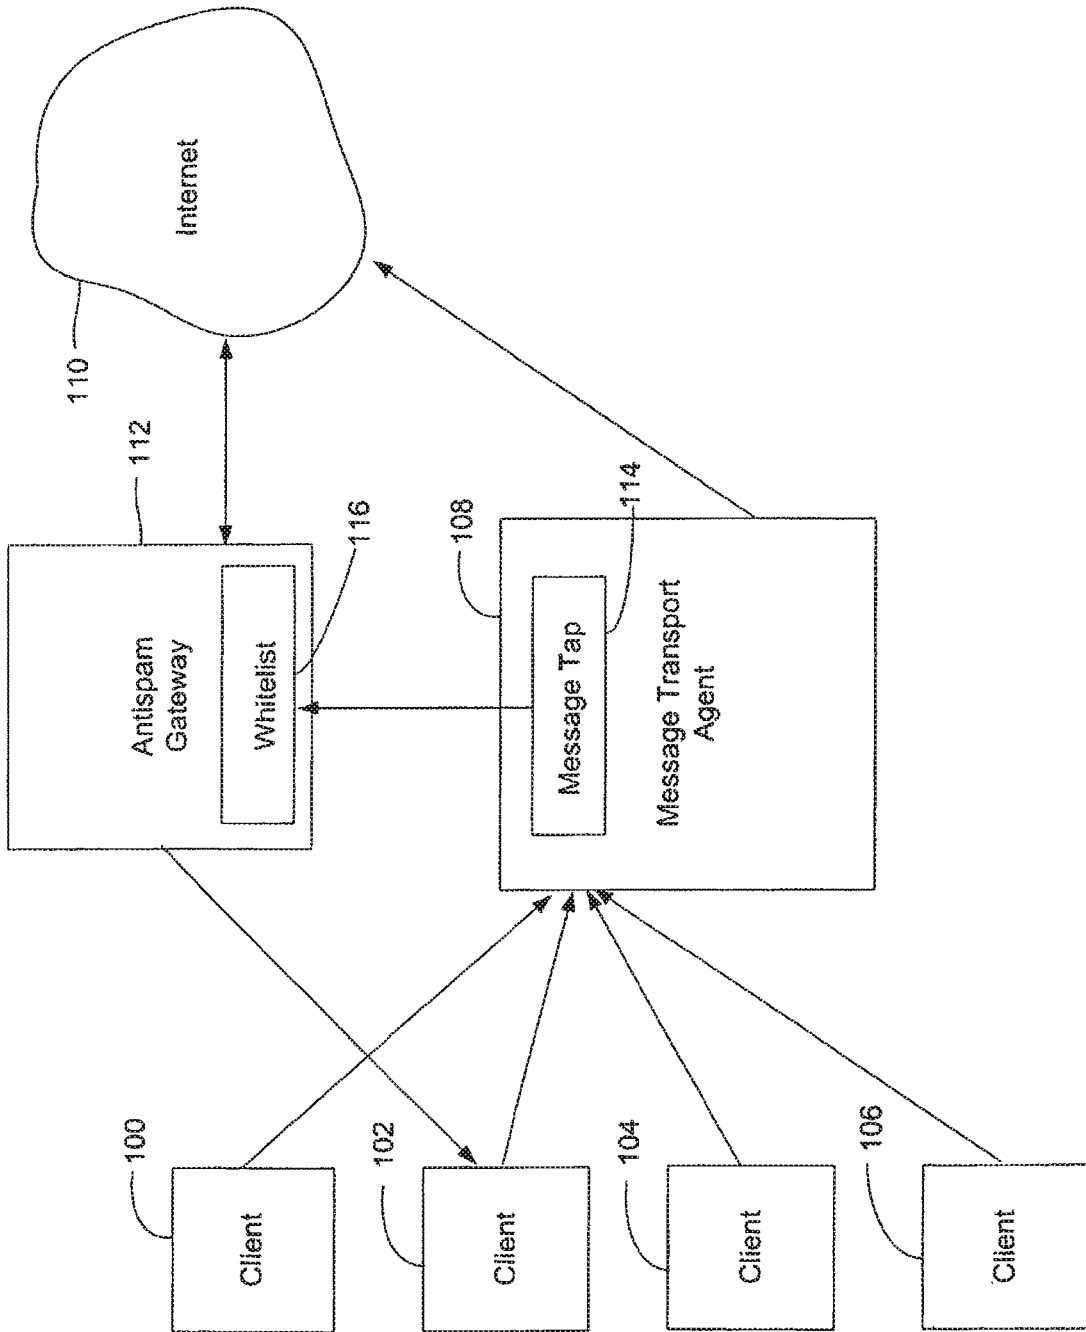 100
Client
102
Client
104
Client
106
Client
Antispam
Gateway
Whitelist
112
116
108
Message Tap
114
Message Transport
Agent
110
Internet